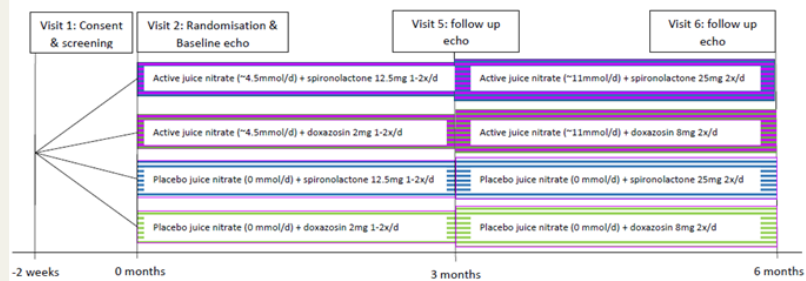 Visit 1: Consent
& screening
Visit 2: Randomisation &
Baseline echo
Visit 5: follow up
echo
Visit 6: follow up
echo
Active juice nitrate (~4.5mmol/d) + spironolactone 12.5mg 1-2x/d
Active juice nitrate (~11mmol/d) + spironolactone 25mg 2x/d
Active juice nitrate (~4.5mmol/d) + doxazosin 2mg 1-2x/d
Active juice nitrate (~11mmol/d) + doxazosin 8mg 2x/d
Placebo juice nitrate (0 mmol/d) + spironolactone 12.5mg 1-2x/d
Placebo juice nitrate (0 mmol/d) + spironolactone 25mg 2x/d
Placebo juice nitrate (0 mmol/d) + doxazosin 2mg 1-2x/d
Placebo juice nitrate (0 mmol/d) + doxazosin 8mg 2x/d
-2 weeks
0 months
3 months
6 months